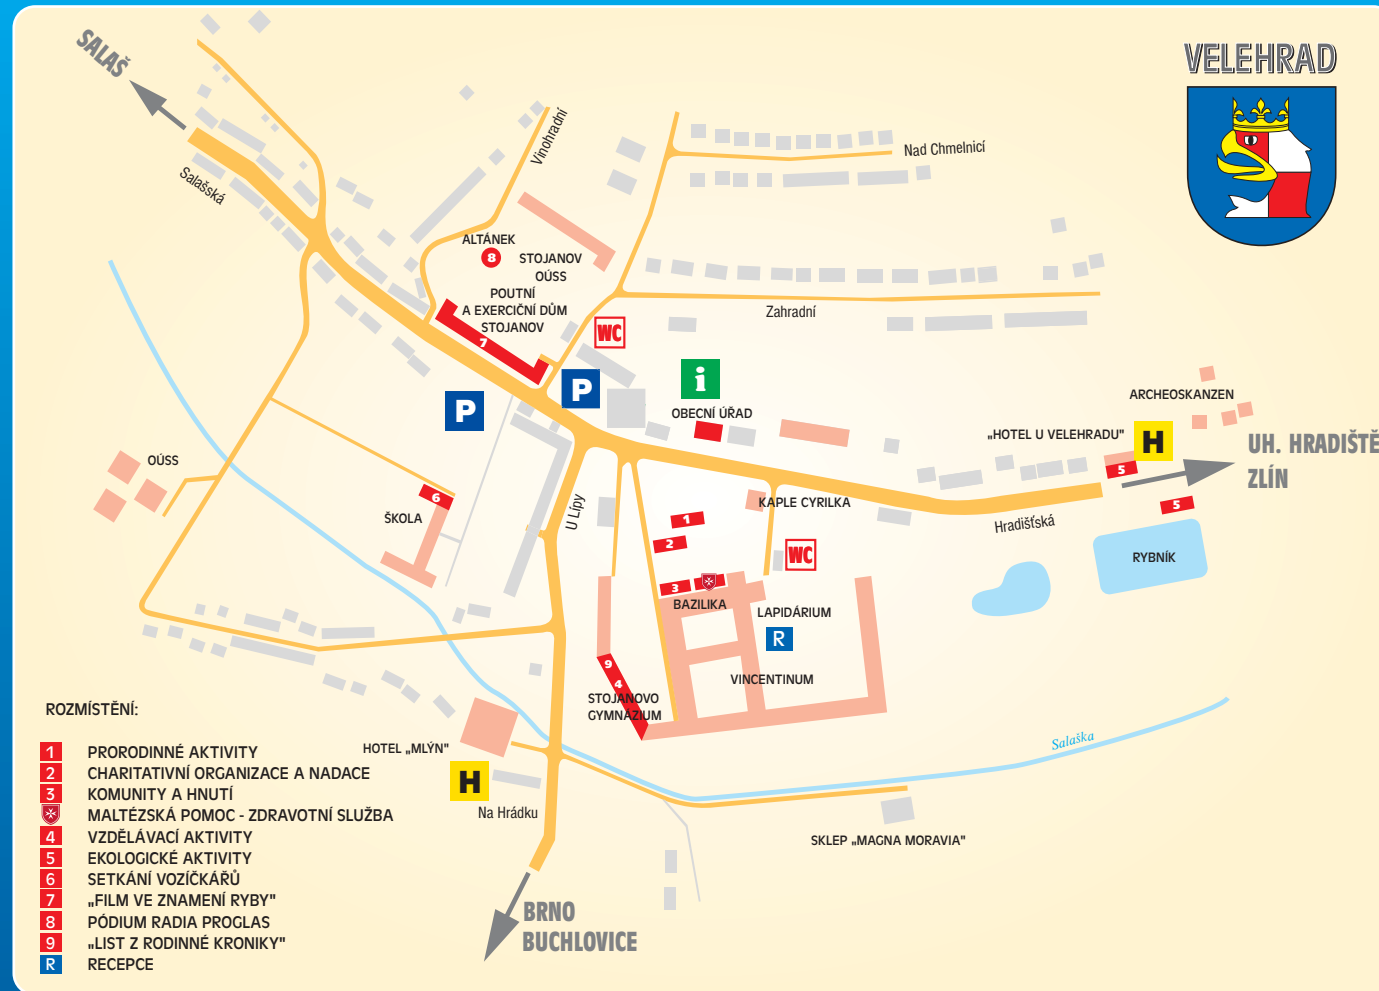 SALAŠ
VELEHRAD
Salašská
Vinohradní
Nad Chmelnicí
ALTÁNEK
8
STOJANOV
OÚSS
POUTNÍ
A EXERCIČNÍ DŮM
STOJANOV
7
WC
Zahradní
P
P
i
OBECNÍ ÚŘAD
ARCHEOSKANZEN
„HOTEL U VELEHRADU"
H
5
UH. HRADIŠTĚ
ZLÍN
5
OÚSS
6
ŠKOLA
U Lípy
KAPLE CYRILKA
Hradišťská
1
2
WC
RYBNÍK
3
BAZILIKA
LAPIDÁRIUM
R
9
4
VINCENTINUM
STOJANOVO
GYMNÁZIUM
Salaška
HOTEL „MLÝN"
H
Na Hrádku
SKLEP „MAGNA MORAVIA"
BRNO
BUCHLOVICE
ROZMÍSTĚNÍ:
1 PRORODINNÉ AKTIVITY
2 CHARITATIVNÍ ORGANIZACE A NADACE
3 KOMUNITY A HNUTÍ
MALTÉZSKÁ POMOC - ZDRAVOTNÍ SLUŽBA
4 VZDĚLÁVACÍ AKTIVITY
5 EKOLOGICKÉ AKTIVITY
6 SETKÁNÍ VOZÍČKÁŘŮ
7 „FILM VE ZNAMENÍ RYBY"
8 PÓDIUM RADIA PROGLAS
9 „LIST Z RODINNÉ KRONIKY"
R RECEPCE